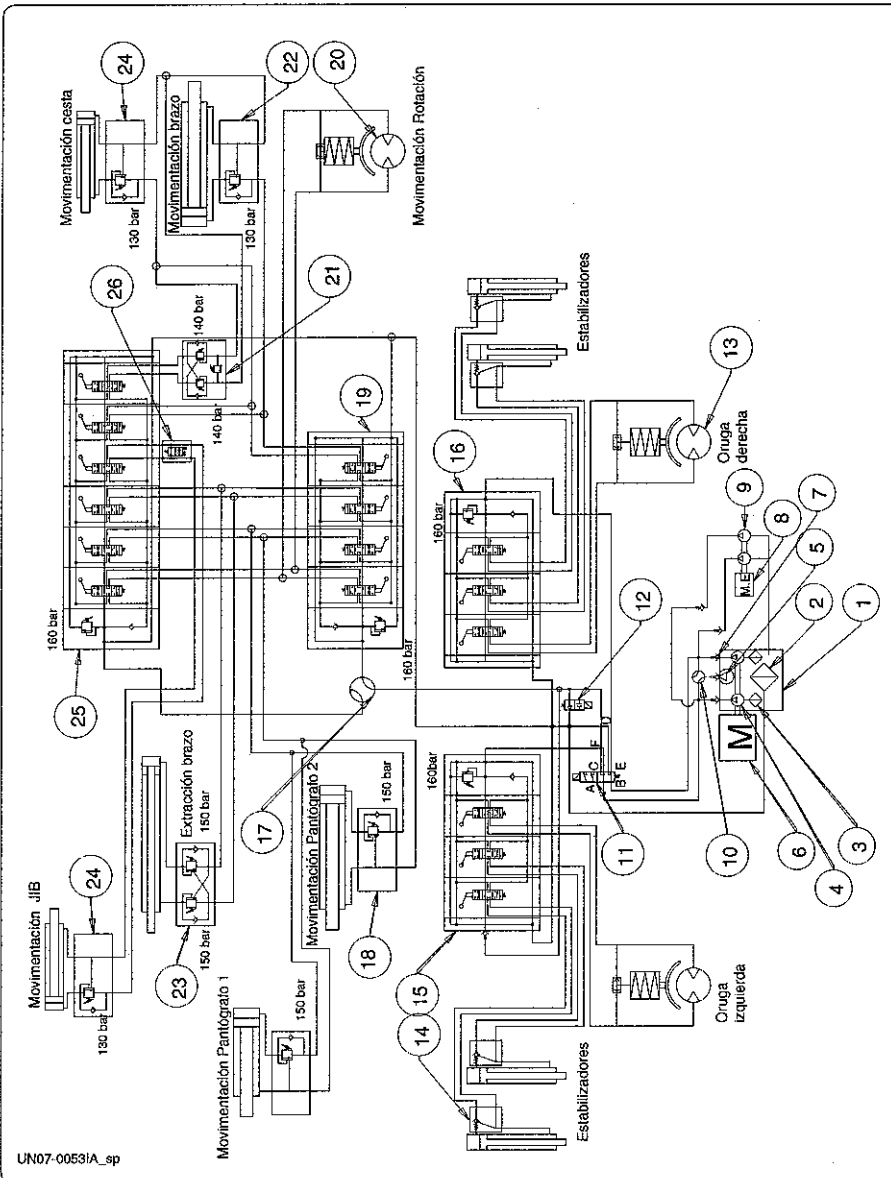 Movimentación cesta
24
130 bar
Movimentación brazo
22
130 bar
20
Movimentación Rotación
26
140 bar
140 bar
21
160 bar
25
19
160 bar
Movimentación JIB
24
130 bar
Extracción brazo
150 bar
23
150 bar
17
Movimentación Pantógrato 2
150 bar
18
Movimentación Pantógrato 1
150 bar
Estabilizadores
16
160 bar
13
Oruga
derecha
12
9
8
7
5
2
1
M.E
M
10
6
4
3
11
A
C
F
B
E
160bar
15
14
Oruga
izquierda
Estabilizadores
UN07-0053IA_sp